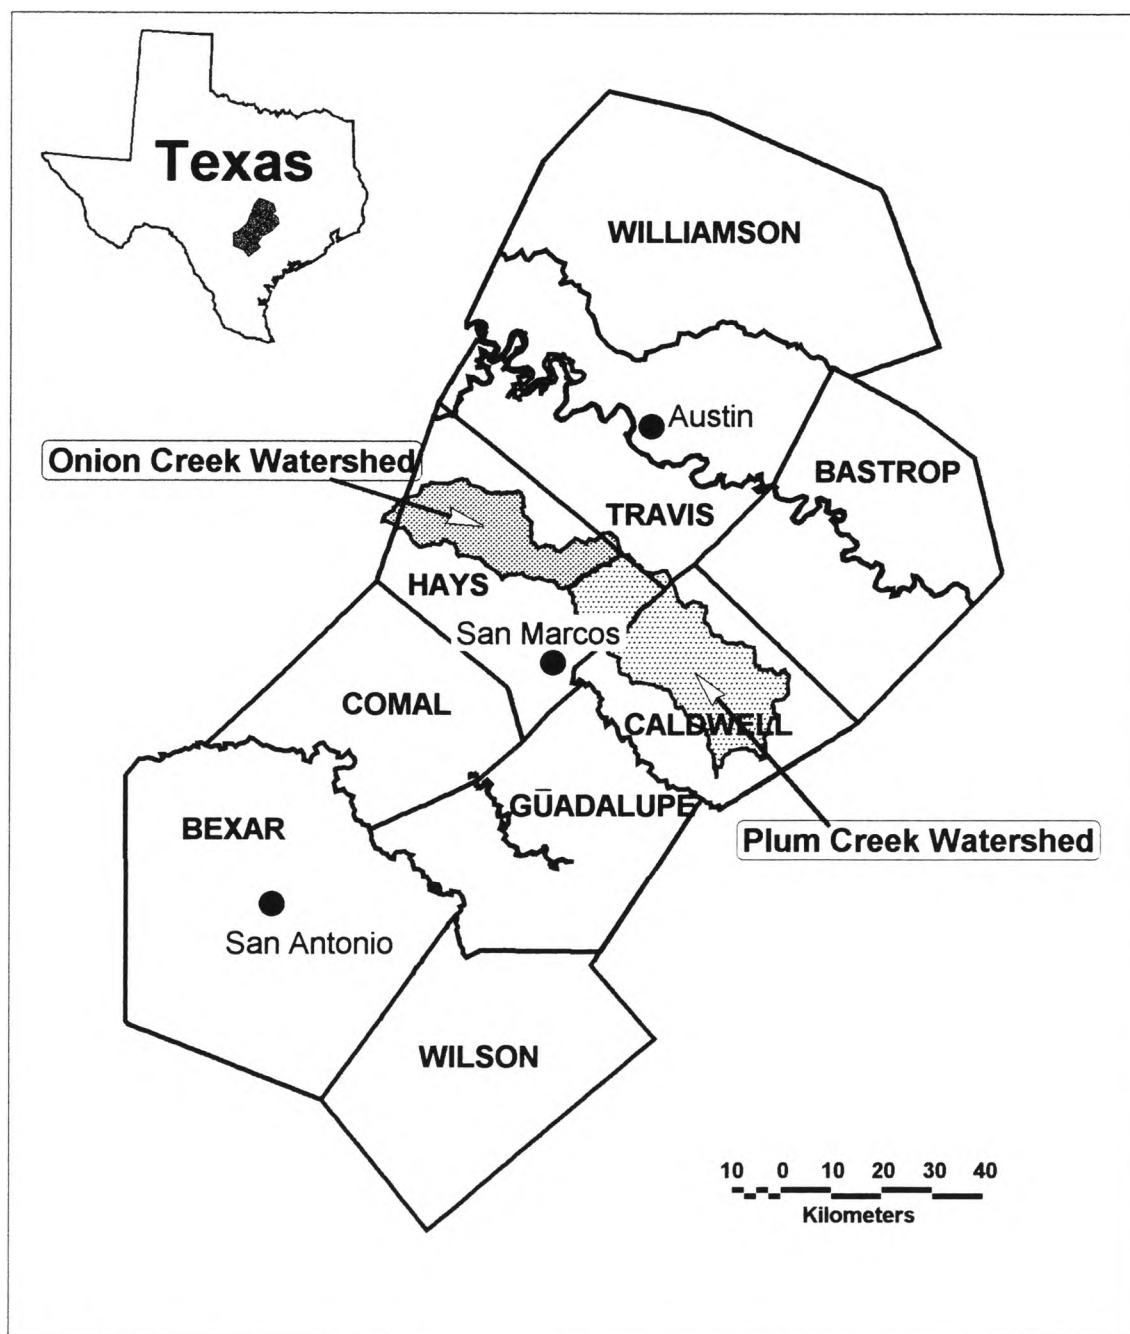 Texas
WILLIAMSON
Austin
Onion Creek Watershed
BASTROP
TRAVIS
HAYS
San Marcos
COMAL
CALDWELL
GŪADALUPE
BEXAR
Plum Creek Watershed
San Antonio
WILSON
10 0 10 20 30 40
Kilometers